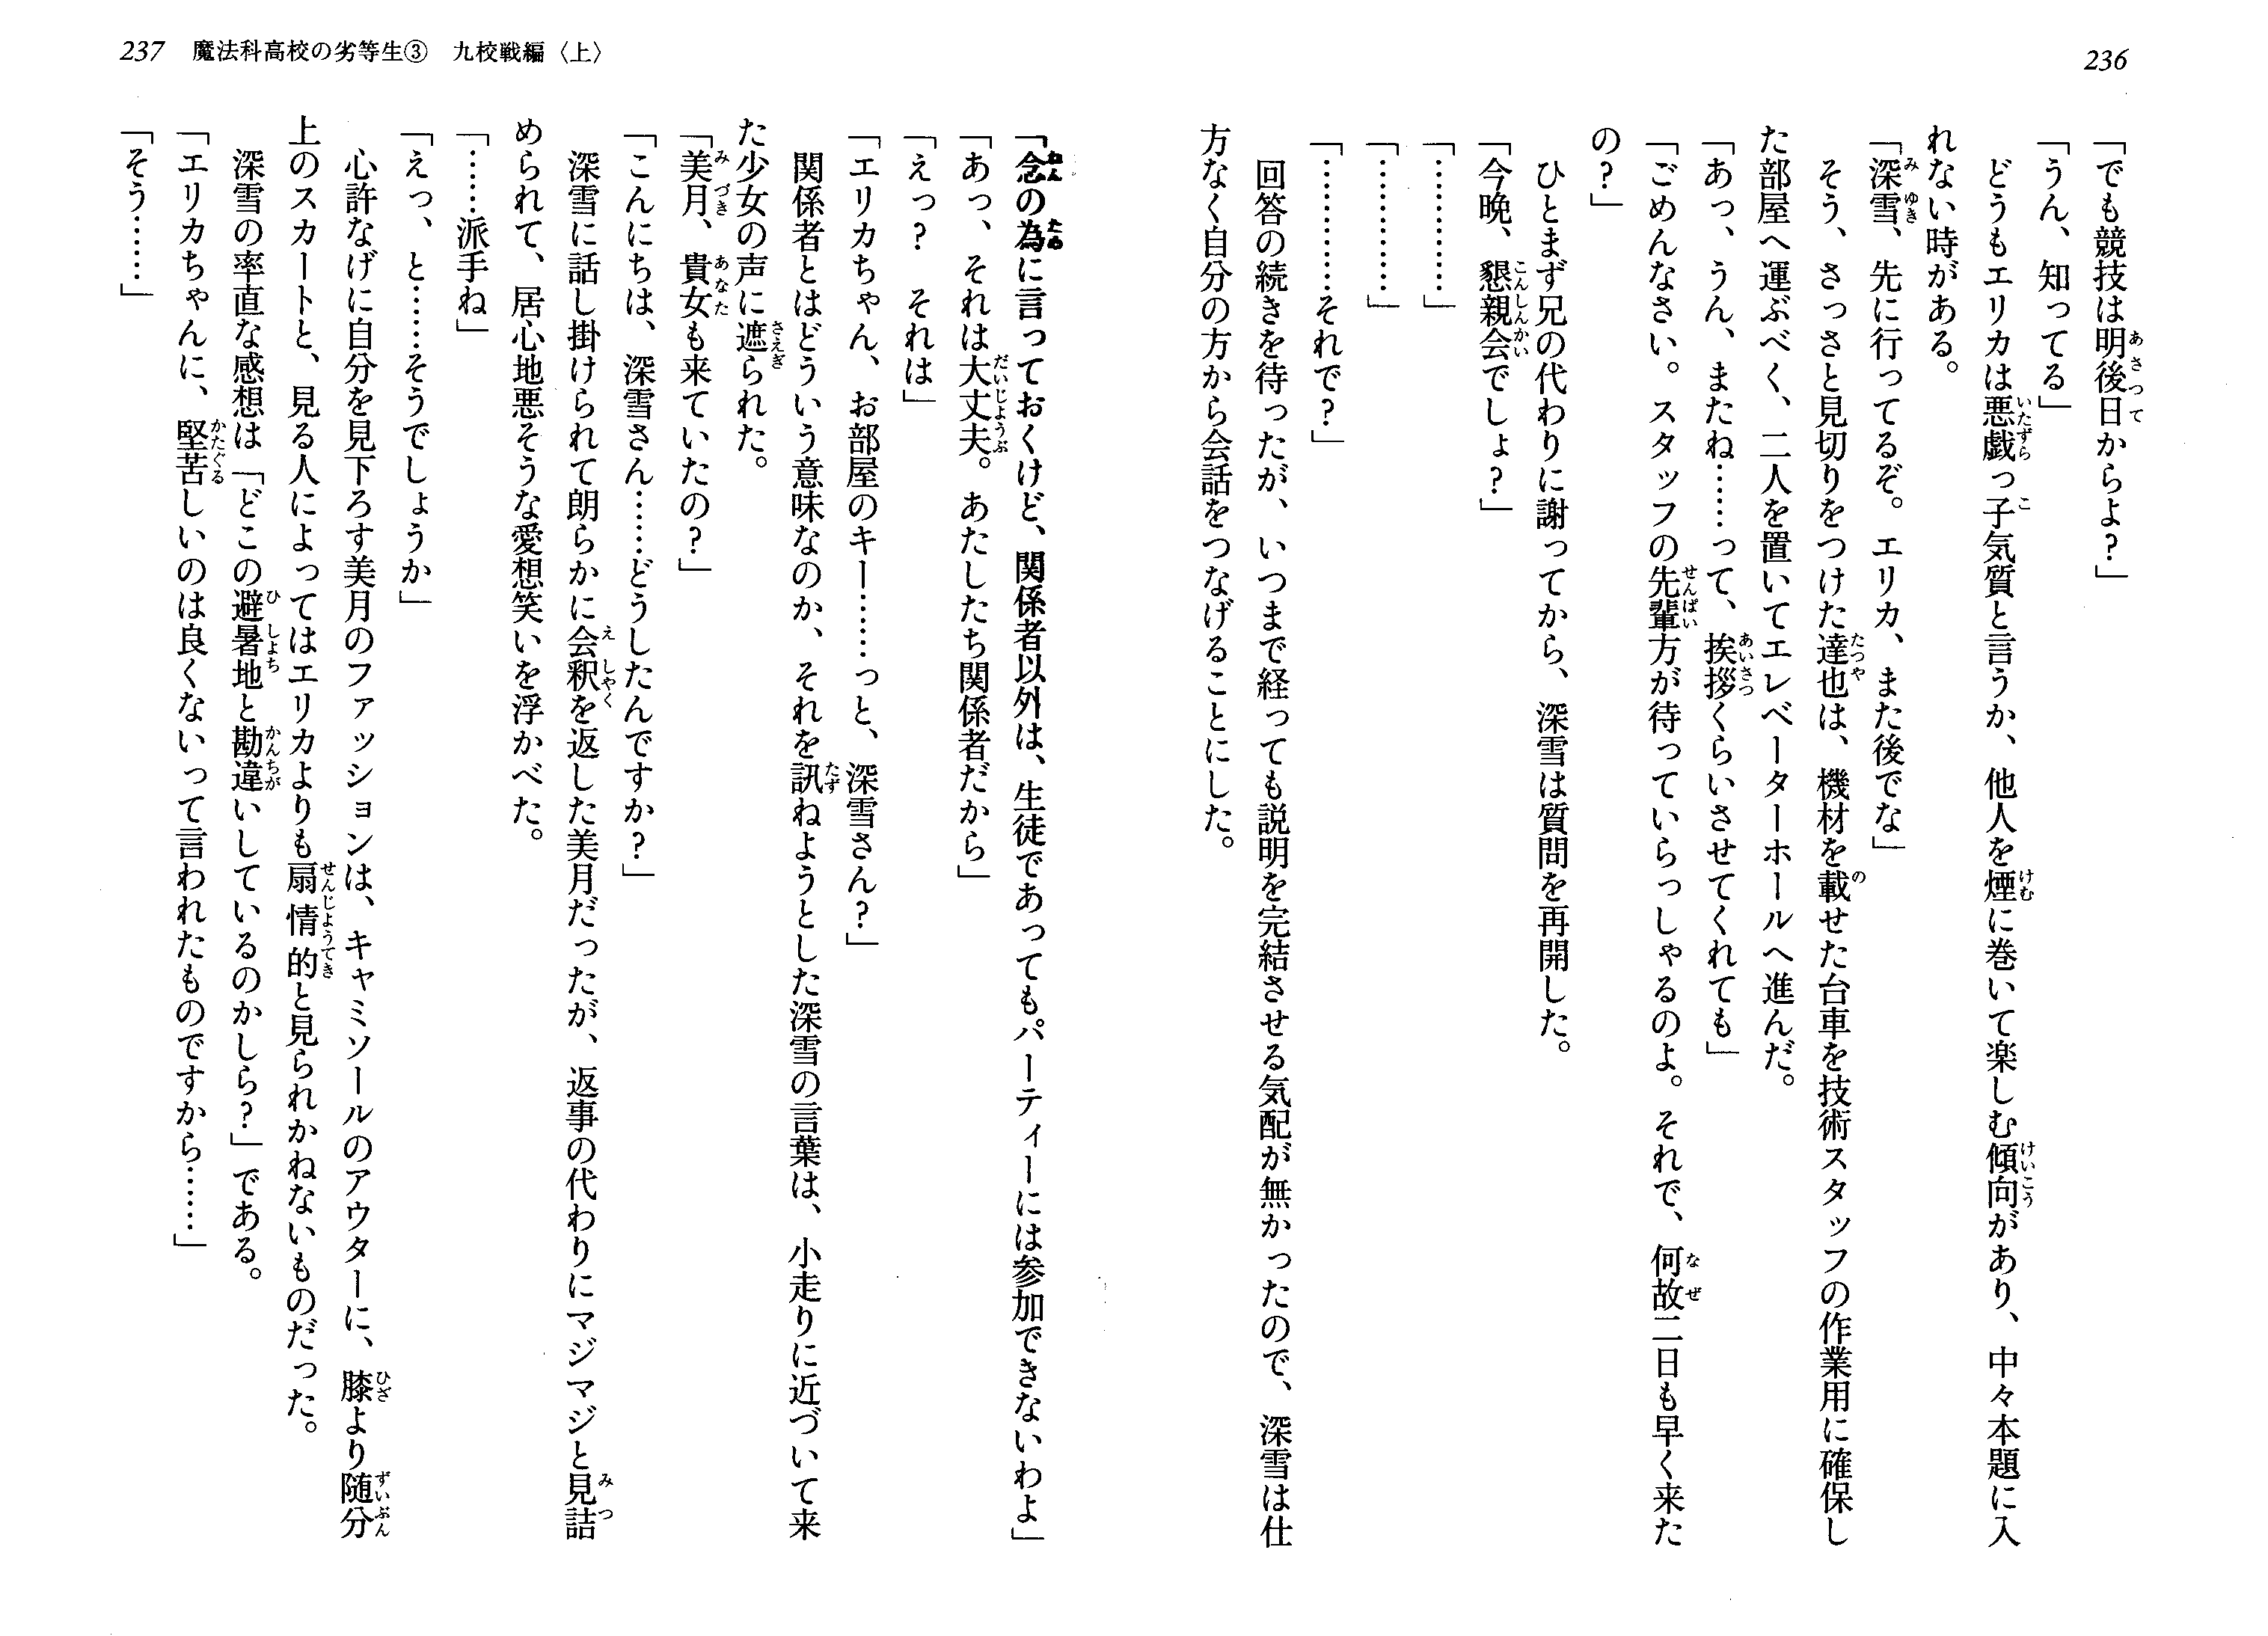 236
「でも競技は明後日からよ?」
「うん、知ってる」
どうもエリカは悪戯っ子気質と言うか、他人を煙に巻いて楽しむ傾向があり、中々本題に入
れない時がある。
「深雪、先に行ってるぞ。エリカ、また後でな」
そう、さっさと見切りをつけた達也は、機材を載せた台車を技術スタッフの作業用に確保し
た部屋へ運ぶべく、二人を置いてエレベーターホールへ進んだ。
「あっ、うん、またね……って、挨拶くらいさせてくれても」
「ごめんなさい。スタッフの先輩方が待っていらっしゃるのよ。それで、何故二日も早く来た
の?」
ひとまず兄の代わりに謝ってから、深雪は質問を再開した。
「今晩、懇親会でしょ?」
「…………」
「…………」
「…………それで?」
回答の続きを待ったが、いつまで経っても説明を完結させる気配が無かったので、深雪は仕
方なく自分の方から会話をつなげることにした。
237 魔法科高校の劣等生③ 九校戦編〈上〉
「念の為に言っておくけど、関係者以外は、生徒であってもパーティーには参加できないわよ」
「あっ、それは大丈夫。あたしたち関係者だから」
「えっ? それは」
「エリカちゃん、お部屋のキー……っと、深雪さん?」
関係者とはどういう意味なのか、それを訊ねようとした深雪の言葉は、小走りに近づいて来
た少女の声に遮られた。
「美月、貴女も来ていたの?」
「こんにちは、深雪さん……どうしたんですか?」
深雪に話し掛けられて朗らかに会釈を返した美月だったが、返事の代わりにマジマジと見詰
められて、居心地悪そうな愛想笑いを浮かべた。
「……派手ね」
「えっ、と……そうでしょうか」
心許なげに自分を見下ろす美月のファッションは、キャミソールのアウターに、膝より随分
上のスカートと、見る人によってはエリカよりも扇情的と見られかねないものだった。
深雪の率直な感想は「どこの避暑地と勘違いしているのかしら?」である。
「エリカちゃんに、堅苦しいのは良くないって言われたものですから……」
「そう……」